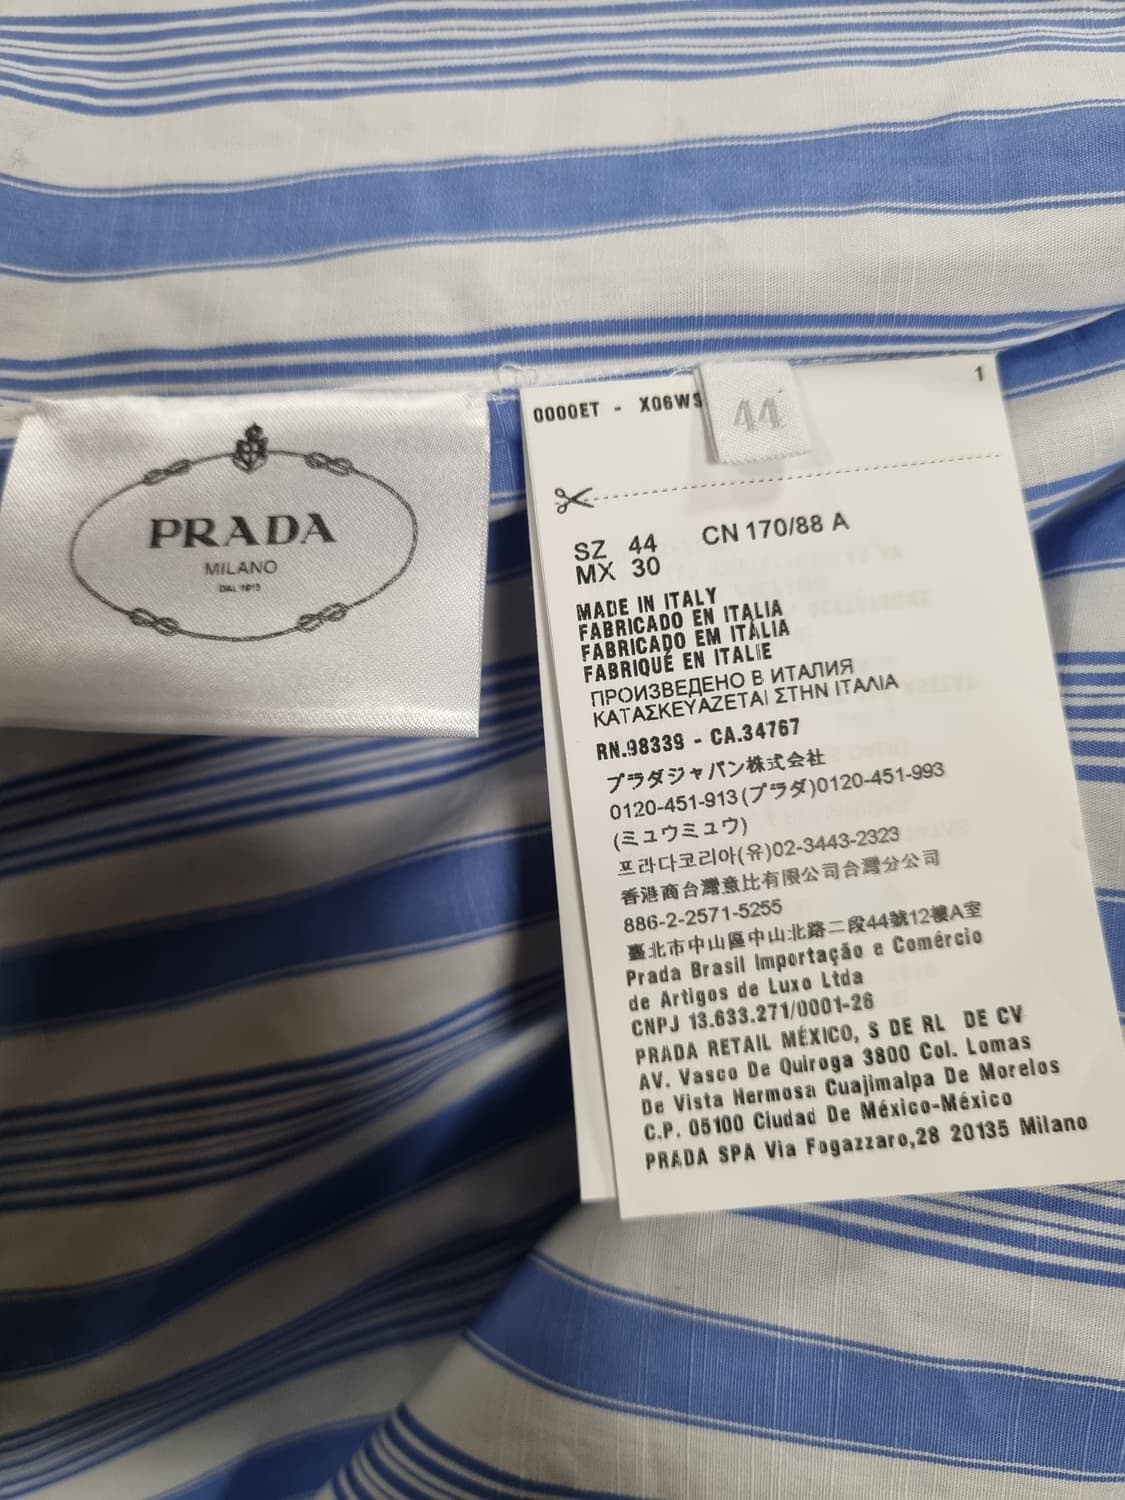 PRADA
MILANO
DAL 1913
0000ET - X06WS
1
44
SZ 44 CN 170/88 A
MX 30
MADE IN ITALY
FABRICADO EN ITALIA
FABRICADO EM ITÁLIA
FABRIQUÉ EN ITALIE
ПРОИЗВЕДЕНО В ИТАЛИЯ
ΚΑΤΑΣΚΕΥΑΖΕΤΑΙ ΣΤΗΝ ΙΤΑΛΙΑ
RN.98339 - CA.34767
プラダジャパン株式会社
0120-451-913(プラダ)0120-451-993
(ミュウミュウ)
프라다코리아(유)02-3443-2323
香港商台灣意比有限公司台灣分公司
886-2-2571-5255
臺北市中山區中山北路二段44號12樓A室
Prada Brasil Importação e Comércio
de Artigos de Luxo Ltda
CNPJ 13.633.271/0001-26
PRADA RETAIL MÉXICO, S DE RL DE CV
AV. Vasco De Quiroga 3800 Col. Lomas
De Vista Hermosa Cuajimalpa De Morelos
C.P. 05100 Ciudad De México-México
PRADA SPA Via Fogazzaro,28 20135 Milano